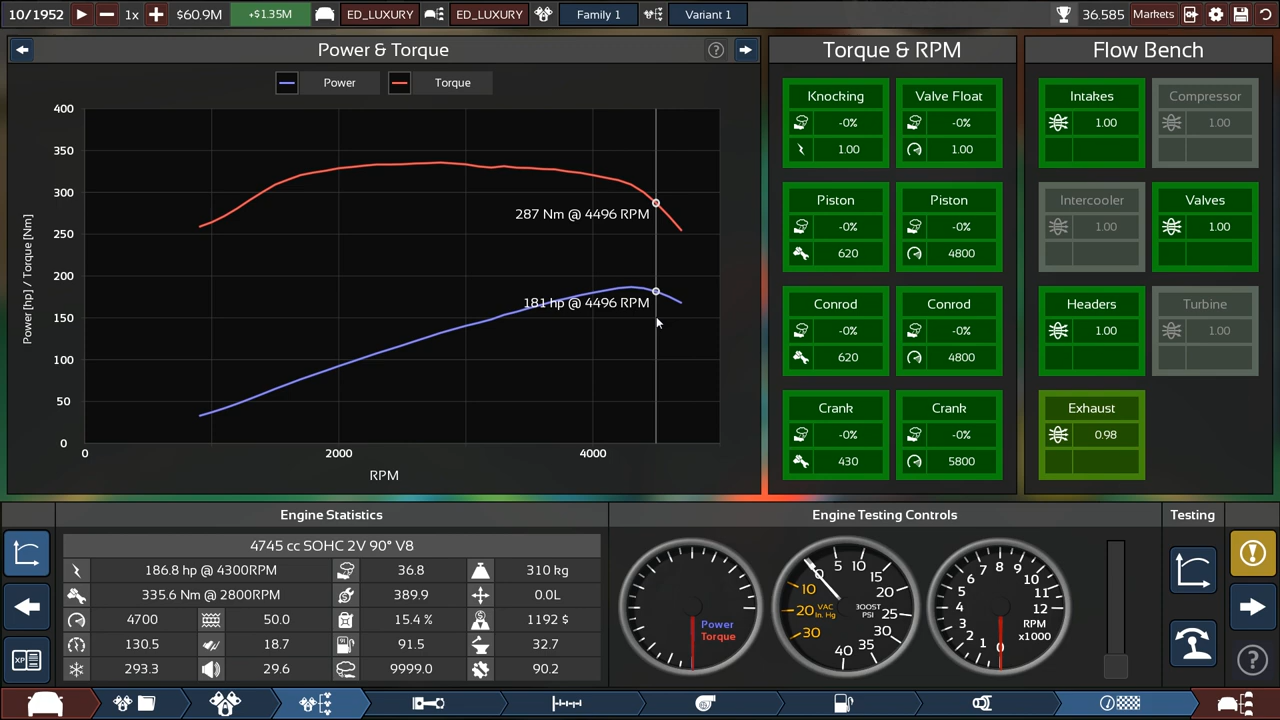 10/1952 1x $60.9M +$1.35M ED_LUXURY ED_LUXURY Family 1 Variant 1 36.585 Markets
Power & Torque ?
Power Torque
400
350
300
250
200
150
100
50
0
Power [hp] / Torque [Nm]
287 Nm @ 4496 RPM
181 hp @ 4496 RPM
0 2000 4000
RPM
Torque & RPM
Knocking Valve Float
-0% -0%
1.00 1.00
Piston Piston
-0% -0%
620 4800
Conrod Conrod
-0% -0%
620 4800
Crank Crank
-0% -0%
430 5800
Flow Bench
Intakes Compressor
1.00 1.00
Intercooler Valves
1.00 1.00
Headers Turbine
1.00 1.00
Exhaust
0.98
Engine Statistics
4745 cc SOHC 2V 90° V8
186.8 hp @ 4300RPM 36.8 310 kg
335.6 Nm @ 2800RPM 389.9 0.0L
4700 50.0 15.4 % 1192 $
130.5 18.7 91.5 32.7
293.3 29.6 9999.0 90.2
XP
Engine Testing Controls
Power
Torque
0 5 10 15 20 25 30 35 40
10 20 30
VAC
In. Hg
BOOST
PSI
0 1 2 3 4 5 6 7 8 9 10 11 12
RPM
x1000
Testing
?